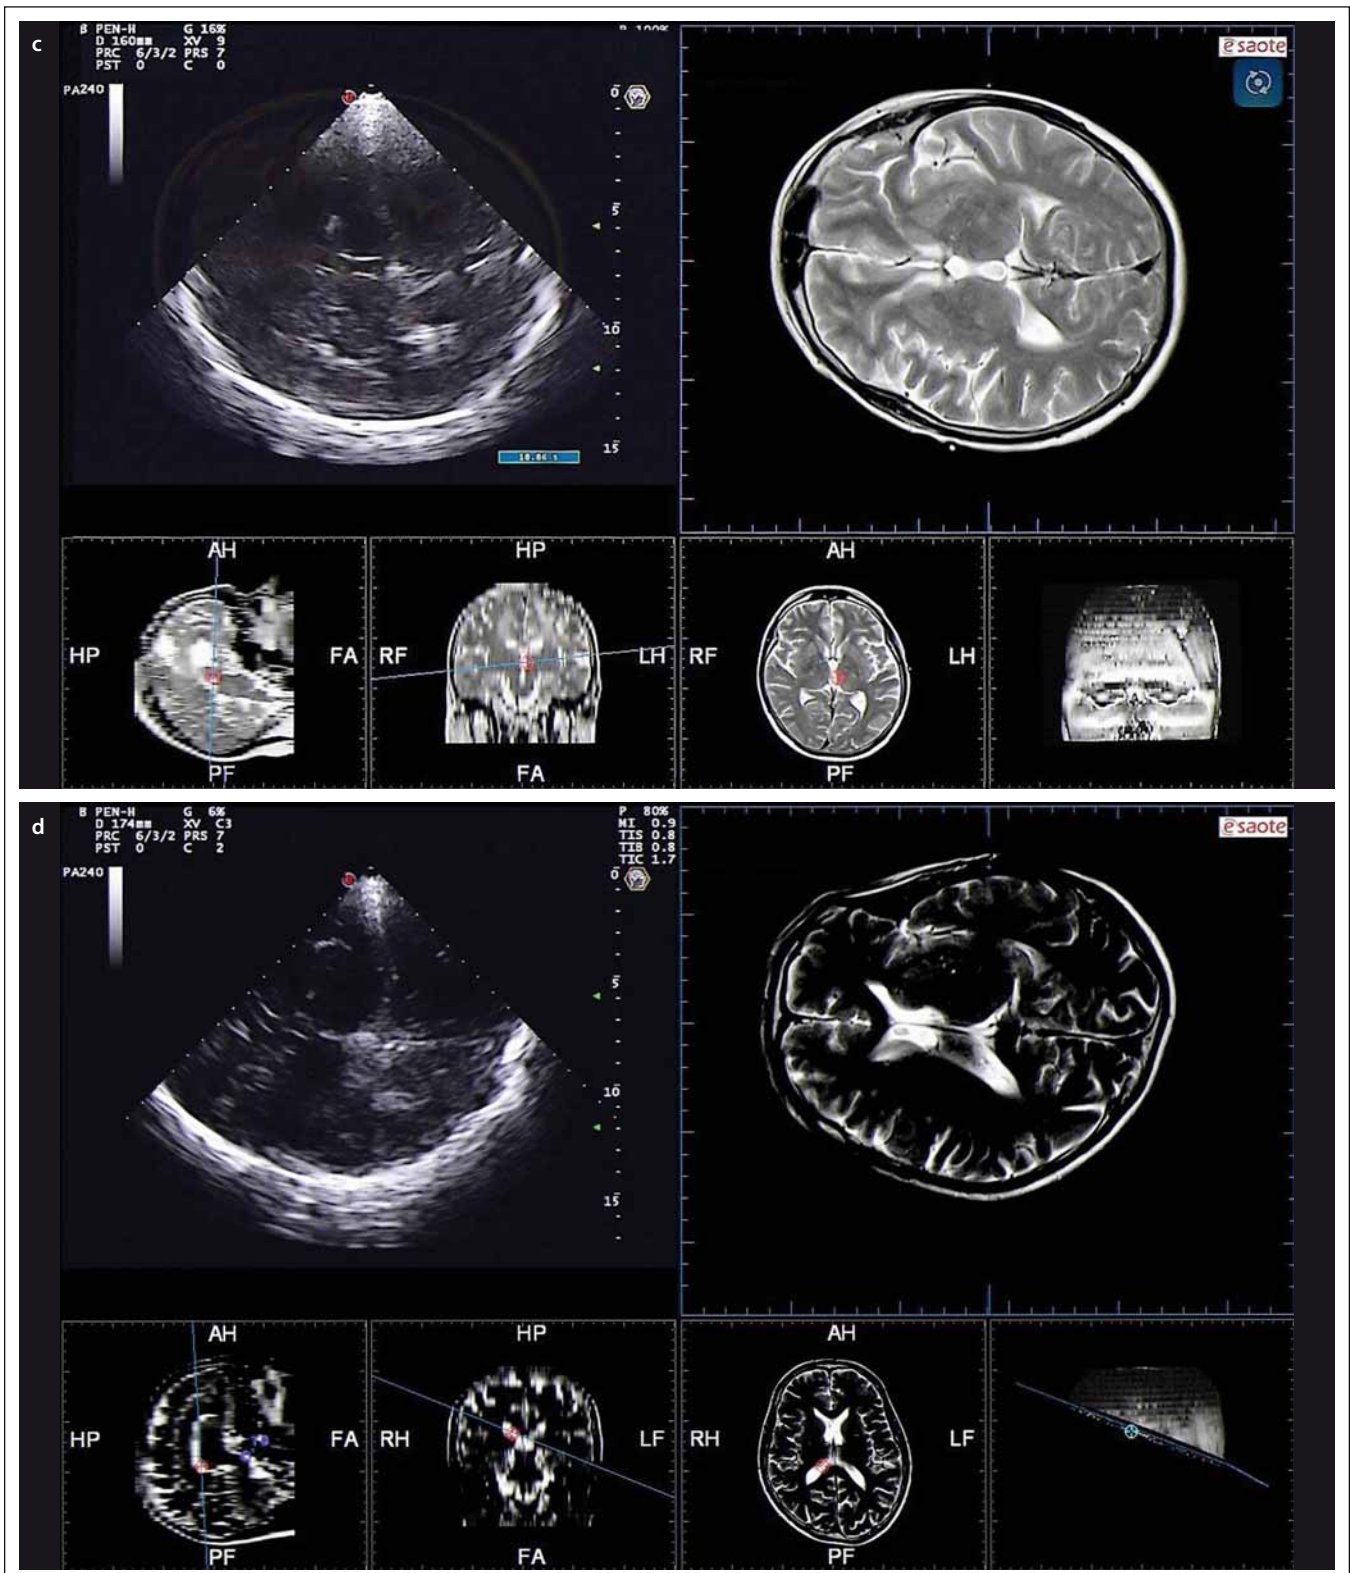 c
B PEN-H G 16%
D 160mm XV 9
PRC 6/3/2 PRS 7
PST 0 C 0
P 100%
PA240
0
5
10
15
esaote
AH
HP
FA
PF
HP
RF
LH
FA
AH
RF
LH
PF
d
B PEN-H G 6%
D 174mm XV C3
PRC 6/3/2 PRS 7
PST 0 C 2
P 80%
MI 0.9
TIS 0.8
TIB 0.8
TIC 1.7
PA240
0
5
10
15
esaote
AH
HP
FA
PF
HP
RH
LF
FA
AH
RH
LF
PF